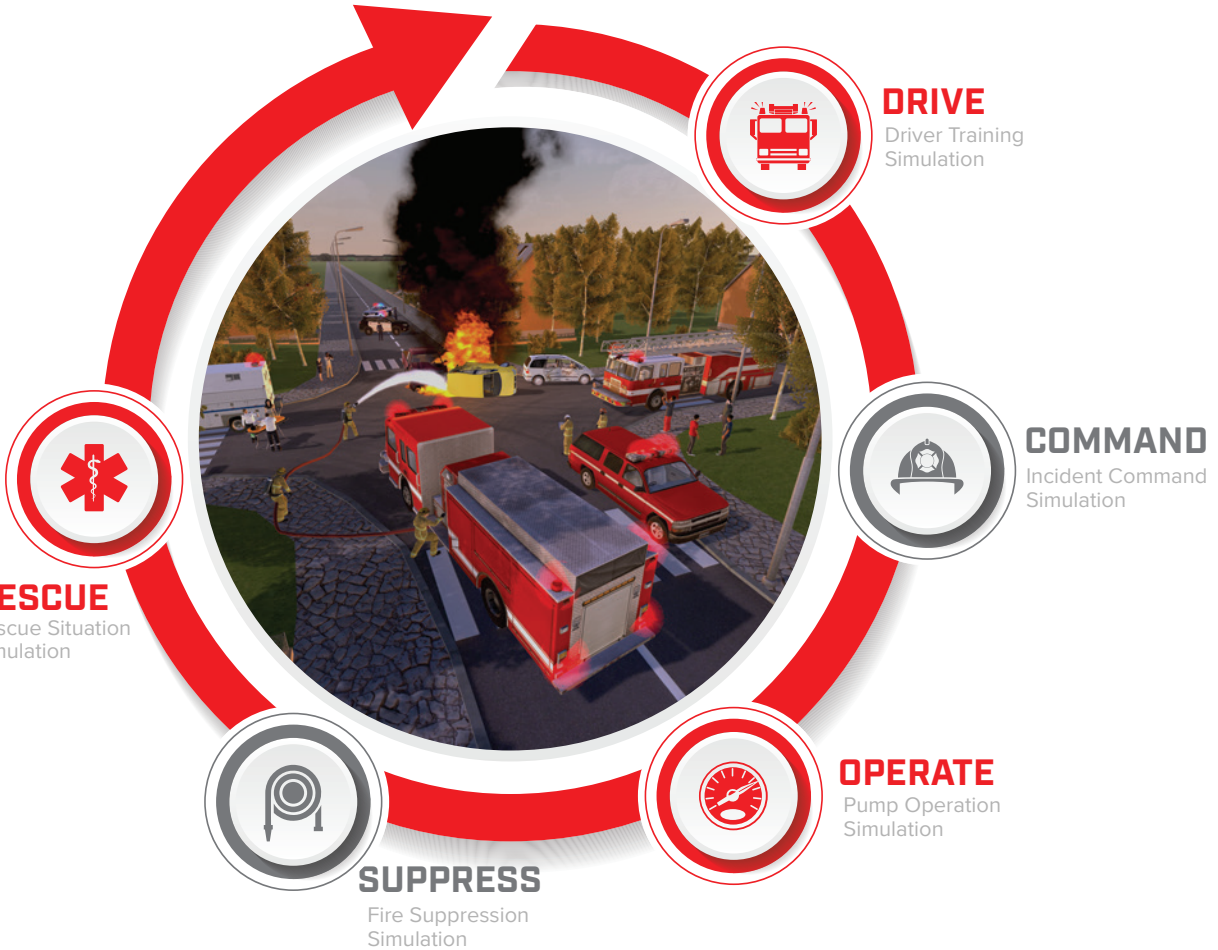 DRIVE
Driver Training
Simulation
COMMAND
Incident Command
Simulation
OPERATE
Pump Operation
Simulation
SUPPRESS
Fire Suppression
Simulation
ESCUE
scue Situation
mulation